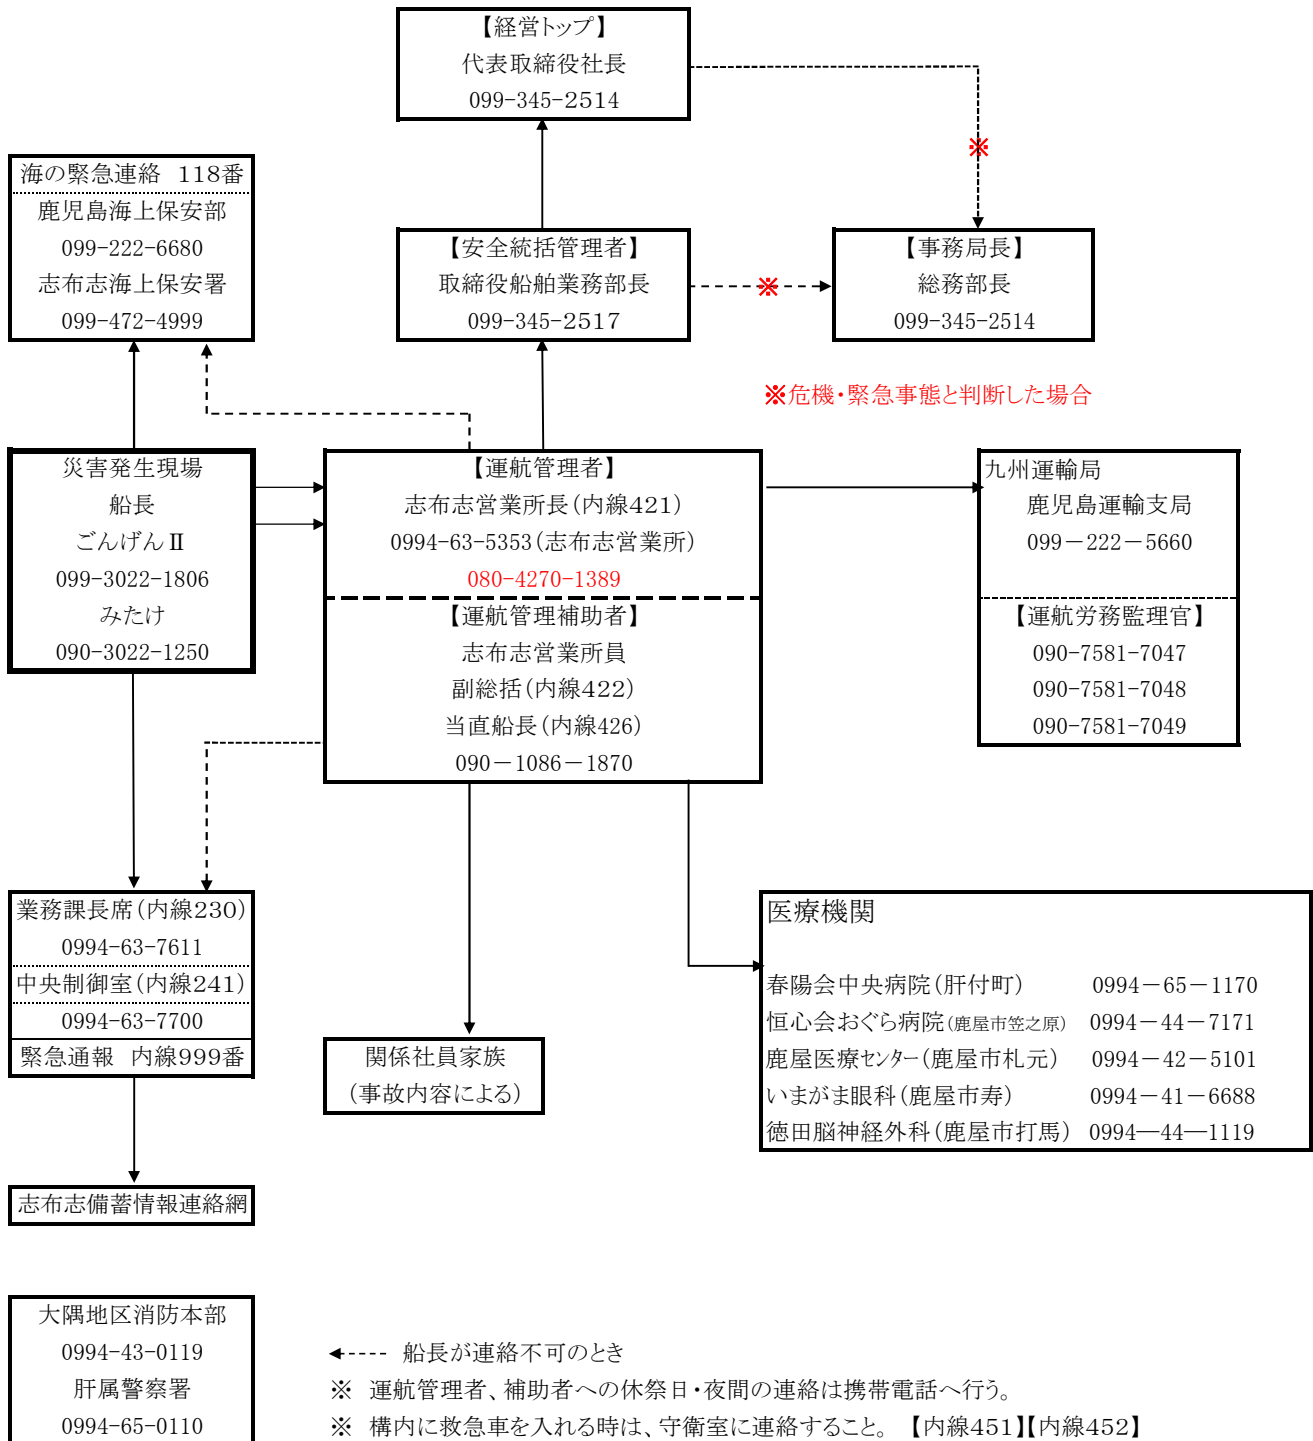 【経営トップ】
代表取締役社長
099-345-2514
海の緊急連絡　118番
鹿児島海上保安部
099-222-6680
志布志海上保安署
099-472-4999
【安全統括管理者】
取締役船舶業務部長
099-345-2517
【事務局長】
総務部長
099-345-2514
※
※
※危機・緊急事態と判断した場合
災害発生現場
船長
ごんげんⅡ
099-3022-1806
みたけ
090-3022-1250
【運航管理者】
志布志営業所長(内線421)
0994-63-5353(志布志営業所)
080-4270-1389
【運航管理補助者】
志布志営業所員
副総括(内線422)
当直船長(内線426)
090－1086－1870
九州運輸局
鹿児島運輸支局
099－222－5660
【運航労務監理官】
090-7581-7047
090-7581-7048
090-7581-7049
業務課長席(内線230)
0994-63-7611
中央制御室(内線241)
0994-63-7700
緊急通報　内線999番
関係社員家族
(事故内容による)
医療機関
春陽会中央病院(肝付町)　0994－65－1170
恒心会おぐら病院(鹿屋市笠之原)　0994－44－7171
鹿屋医療センター(鹿屋市札元)　0994－42－5101
いまがま眼科(鹿屋市寿)　0994－41－6688
徳田脳神経外科(鹿屋市打馬)　0994―44―1119
志布志備蓄情報連絡網
大隅地区消防本部
0994-43-0119
肝属警察署
0994-65-0110
船長が連絡不可のとき
※　運航管理者、補助者への休祭日・夜間の連絡は携帯電話へ行う。
※　構内に救急車を入れる時は、守衛室に連絡すること。　【内線451】【内線452】